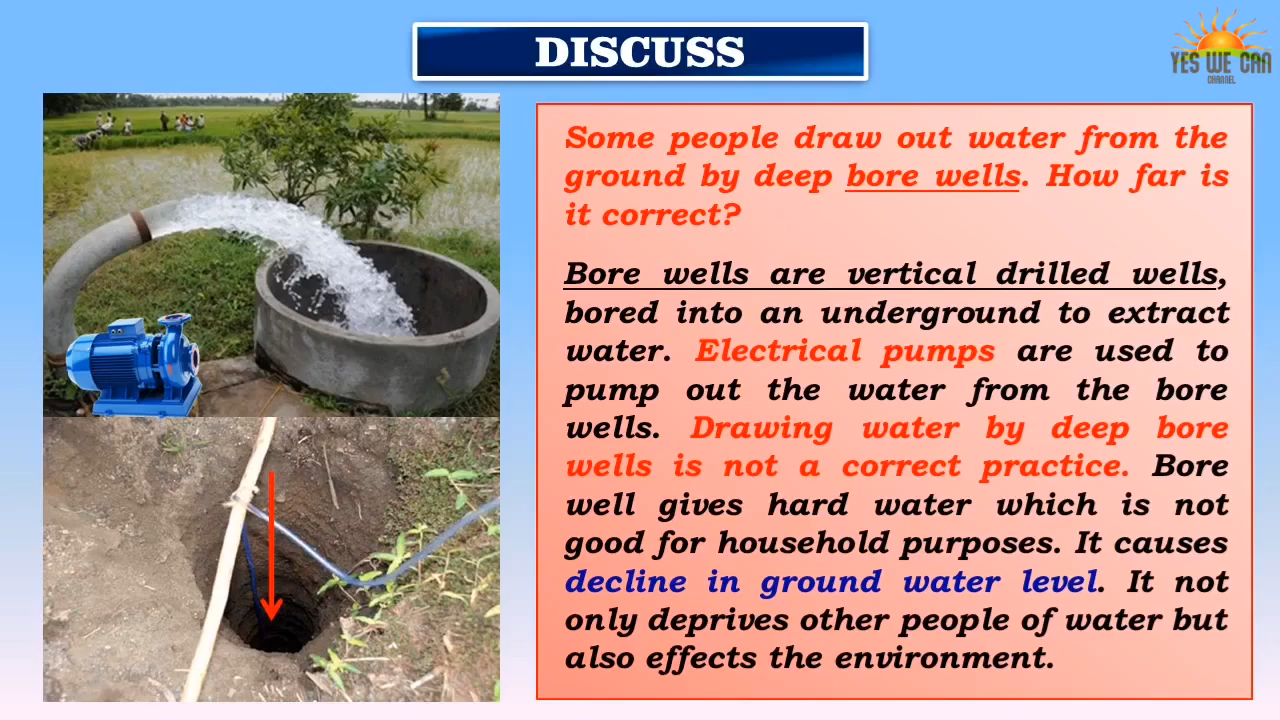 DISCUSS
YES WE CAN
CHANNEL
Some people draw out water from the
ground by deep bore wells. How far is
it correct?
Bore wells are vertical drilled wells,
bored into an underground to extract
water. Electrical pumps are used to
pump out the water from the bore
wells. Drawing water by deep bore
wells is not a correct practice. Bore
well gives hard water which is not
good for household purposes. It causes
decline in ground water level. It not
only deprives other people of water but
also effects the environment.